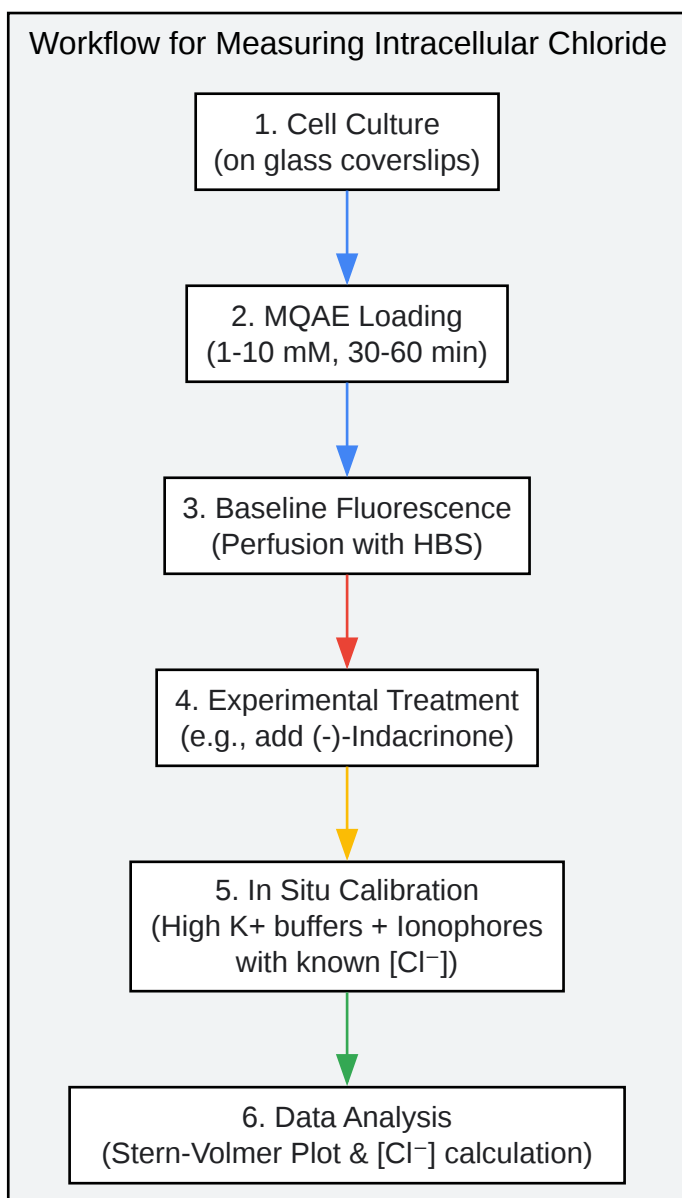 Workflow for Measuring Intracellular Chloride
1. Cell Culture
(on glass coverslips)
2. MQAE Loading
(1-10 mM, 30-60 min)
3. Baseline Fluorescence
(Perfusion with HBS)
4. Experimental Treatment
(e.g., add (-)-Indacrinone)
5. In Situ Calibration
(High K+ buffers + Ionophores
with known [Cl⁻])
6. Data Analysis
(Stern-Volmer Plot & [Cl⁻] calculation)